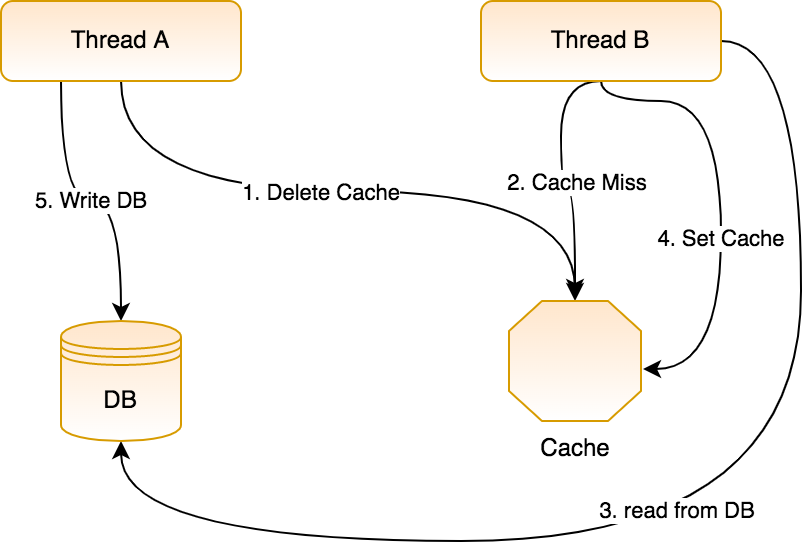 Thread A
Thread B
2. Cache Miss
1. Delete Cache
5. Write DB
4. Set Cache
DB
Cache
3. read from DB